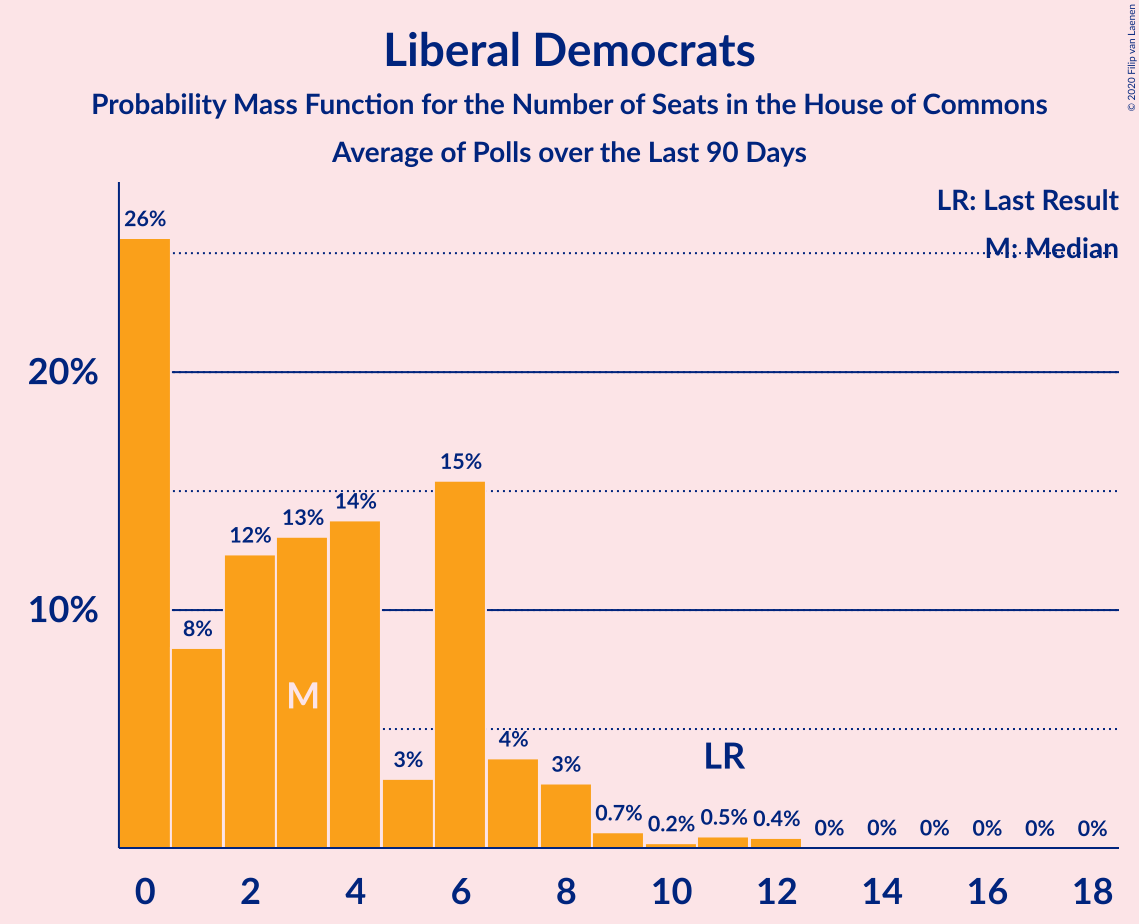 Liberal Democrats
Probability Mass Function for the Number of Seats in the House of Commons
Average of Polls over the Last 90 Days
© 2020 Filip van Laenen
LR: Last Result
M: Median
26%
20%
15%
14%
13%
12%
10%
8%
M
4%
LR
3%
3%
0.7%
0.2%
0.5%
0.4%
0%
0%
0%
0%
0%
0%
0 2 4 6 8 10 12 14 16 18